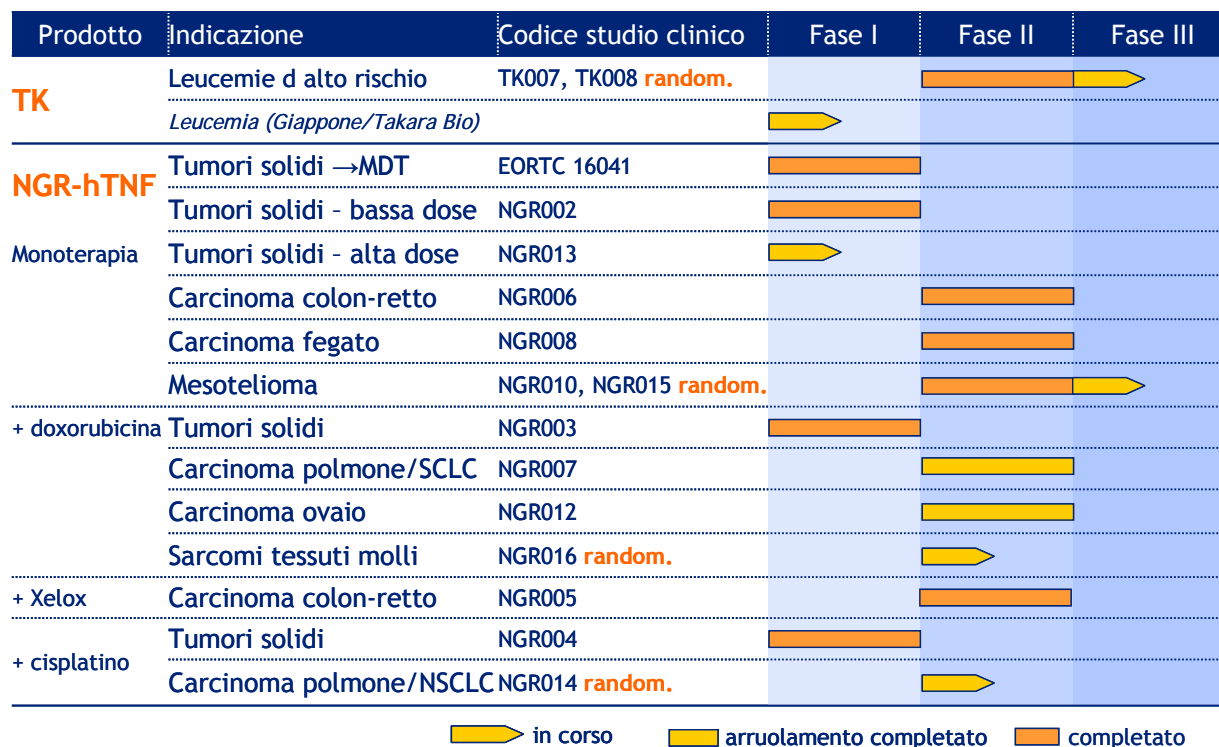 Prodotto Indicazione Codice studio clinico Fase I Fase II Fase III
TK
Leucemie d alto rischio TK007, TK008 random.
Leucemia (Giappone/Takara Bio)
NGR-hTNF
Tumori solidi →MDT EORTC 16041
Tumori solidi – bassa dose NGR002
Monoterapia Tumori solidi – alta dose NGR013
Carcinoma colon-retto NGR006
Carcinoma fegato NGR008
Mesotelioma NGR010, NGR015 random.
+ doxorubicina Tumori solidi NGR003
Carcinoma polmone/SCLC NGR007
Carcinoma ovaio NGR012
Sarcomi tessuti molli NGR016 random.
+ Xelox Carcinoma colon-retto NGR005
+ cisplatino
Tumori solidi NGR004
Carcinoma polmone/NSCLC NGR014 random.
in corso arruolamento completato completato